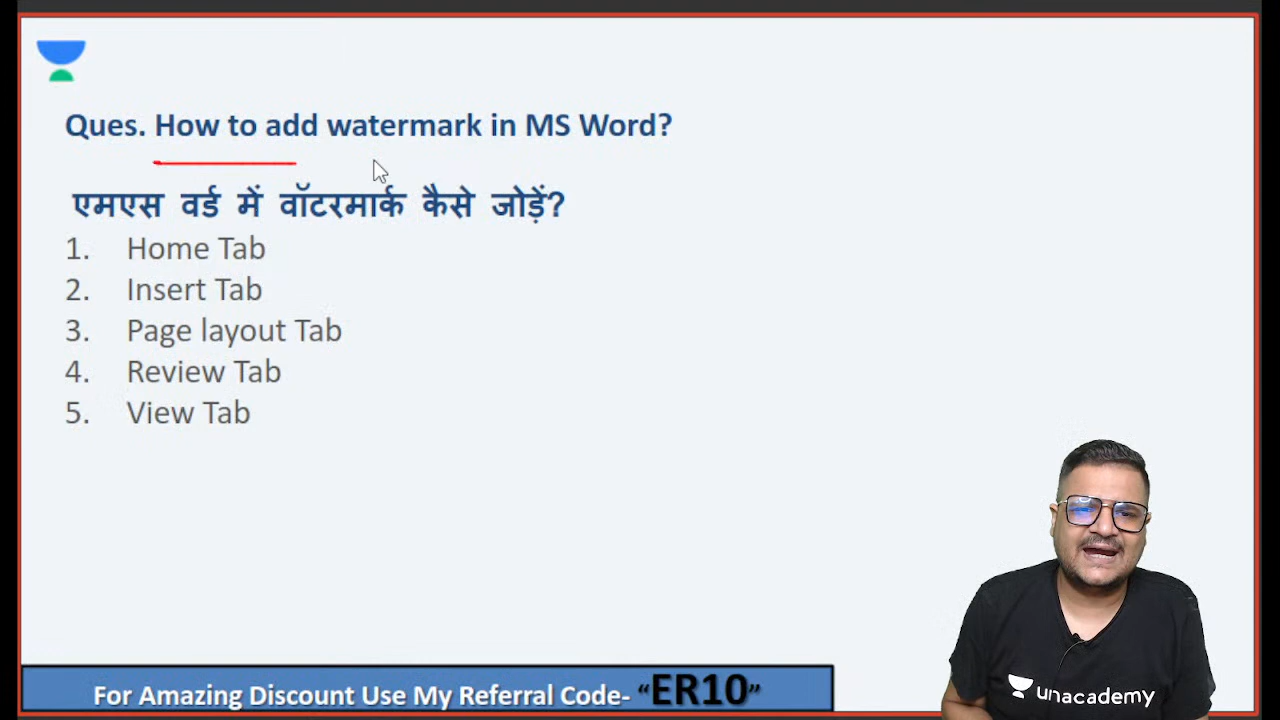 Ques. How to add watermark in MS Word?
एमएस वर्ड में वॉटरमार्क कैसे जोड़ें?
1. Home Tab
2. Insert Tab
3. Page layout Tab
4. Review Tab
5. View Tab
unacademy
For Amazing Discount Use My Referral Code- “ER10”